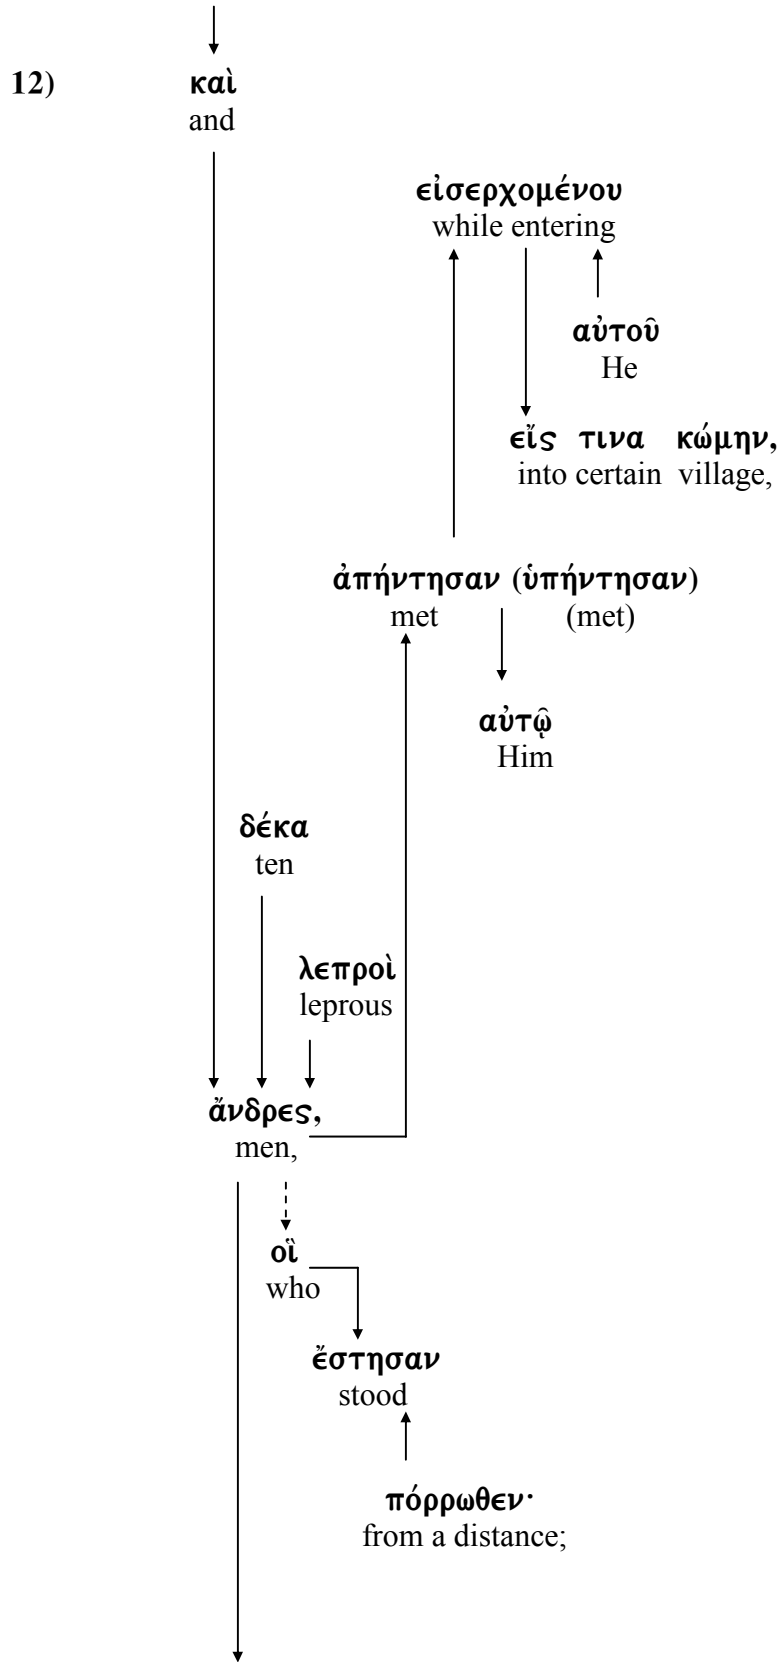 12) καὶ
and
εἰσερχομένου
while entering
αὐτοῦ
He
εἴς τινα κώμην,
into certain village,
ἀπήντησαν (ὑπήντησαν)
met (met)
αὐτῷ
Him
δέκα
ten
λεπροὶ
leprous
ἄνδρες,
men,
οἳ
who
ἔστησαν
stood
πόρρωθεν·
from a distance;